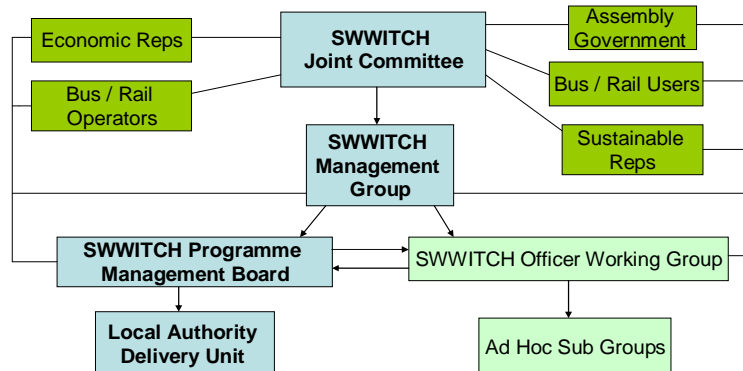 Economic Reps
SWWITCH
Joint Committee
Assembly
Government
Bus / Rail
Operators
Bus / Rail Users
SWWITCH
Management
Group
Sustainable
Reps
SWWITCH Programme
Management Board
SWWITCH Officer Working Group
Local Authority
Delivery Unit
Ad Hoc Sub Groups